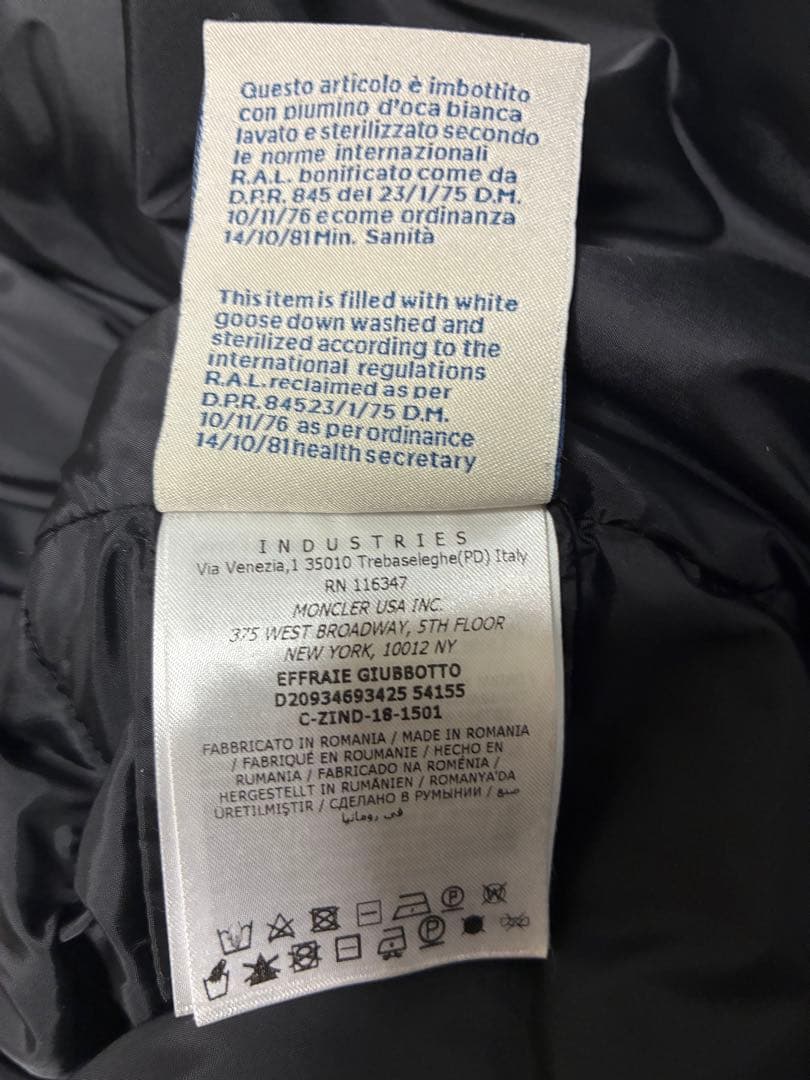 Questo articolo è imbottito
con piumino d'oca bianca
lavato e sterilizzato secondo
le norme internazionali
R.A.L. bonificato come da
D.P.R. 845 del 23/1/75 D.M.
10/11/76 e come ordinanza
14/10/81 Min. Sanità
This item is filled with white
goose down washed and
sterilized according to the
international regulations
R.A.L. reclaimed as per
D.P.R. 84523/1/75 D.M.
10/11/76 as per ordinance
14/10/81 health secretary
INDUSTRIES
Via Venezia,1 35010 Trebaseleghe(PD) Italy
RN 116347
MONCLER USA INC.
375 WEST BROADWAY, 5TH FLOOR
NEW YORK, 10012 NY
EFFRAIE GIUBBOTTO
D20934693425 54155
C-ZIND-18-1501
FABBRICATO IN ROMANIA / MADE IN ROMANIA
/ FABRIQUÉ EN ROUMANIE / HECHO EN
RUMANIA / FABRICADO NA ROMÉNIA /
HERGESTELLT IN RUMÄNIEN / ROMANYA'DA
ÜRETILMIŞTIR / СДЕЛАНО В РУМЫНИИ / صنع
في رومانيا
P W
P